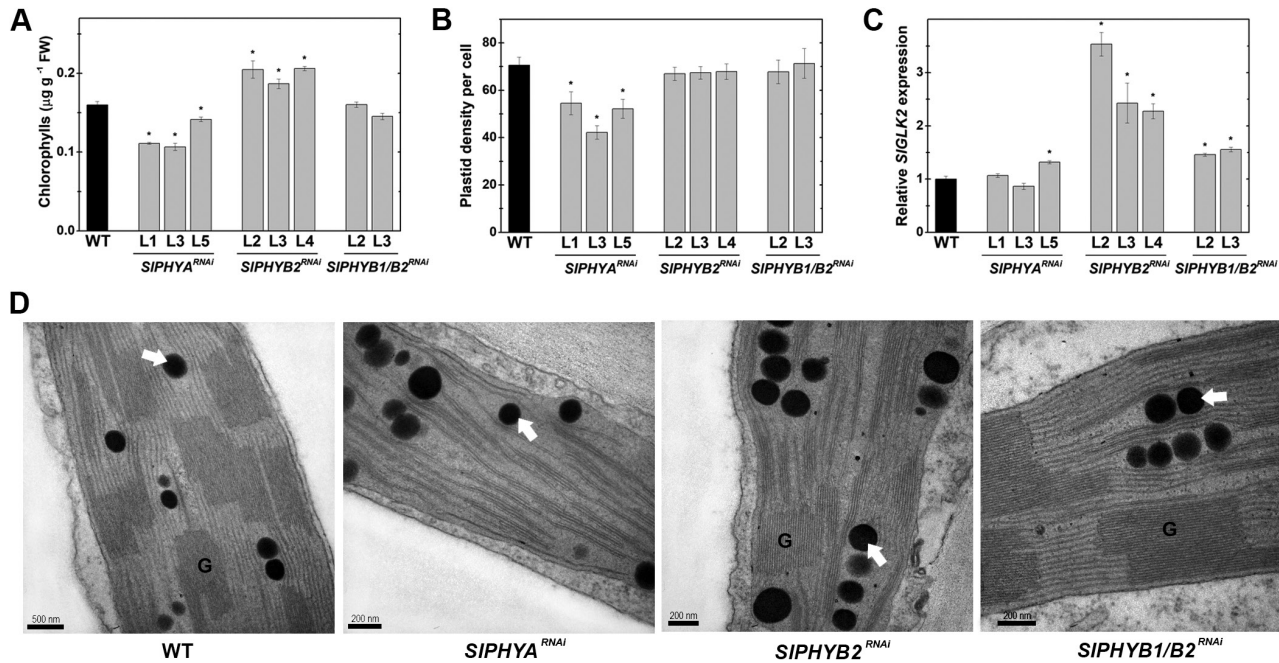 A
Chlorophylls (µg g⁻¹ FW)
0.2
0.1
0.0
*
*
*
*
*
*
WT
L1 L3 L5
L2 L3 L4
L2 L3
SlPHYA^RNAi
SlPHYB2^RNAi
SlPHYB1/B2^RNAi
B
Plastid density per cell
80
60
40
20
0
*
*
*
WT
L1 L3 L5
L2 L3 L4
L2 L3
SlPHYA^RNAi
SlPHYB2^RNAi
SlPHYB1/B2^RNAi
C
Relative SlGLK2 expression
4
3
2
1
0
*
*
*
*
*
*
WT
L1 L3 L5
L2 L3 L4
L2 L3
SlPHYA^RNAi
SlPHYB2^RNAi
SlPHYB1/B2^RNAi
D
G
500 nm
WT
200 nm
SlPHYA^RNAi
G
200 nm
SlPHYB2^RNAi
G
200 nm
SlPHYB1/B2^RNAi